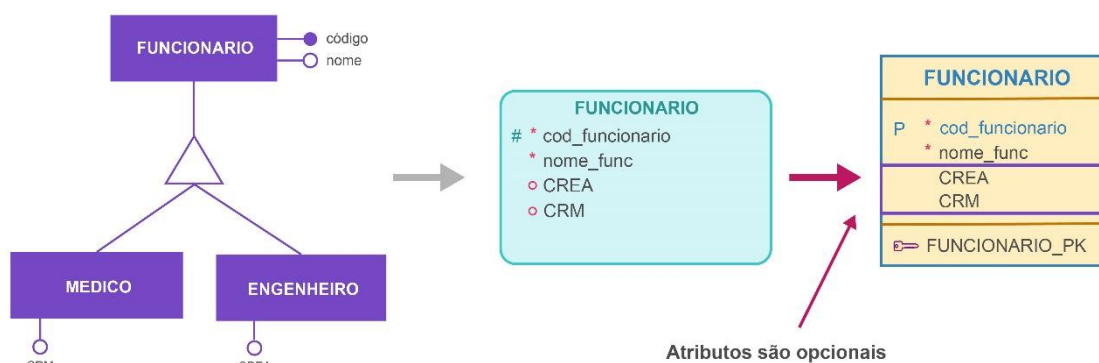 FUNCIONARIO
código
nome
MEDICO
ENGENHEIRO
CRM
FUNCIONARIO
# * cod_funcionario
* nome_func
CREA
CRM
FUNCIONARIO
P * cod_funcionario
* nome_func
CREA
CRM
FUNCIONARIO_PK
Atributos são opcionais